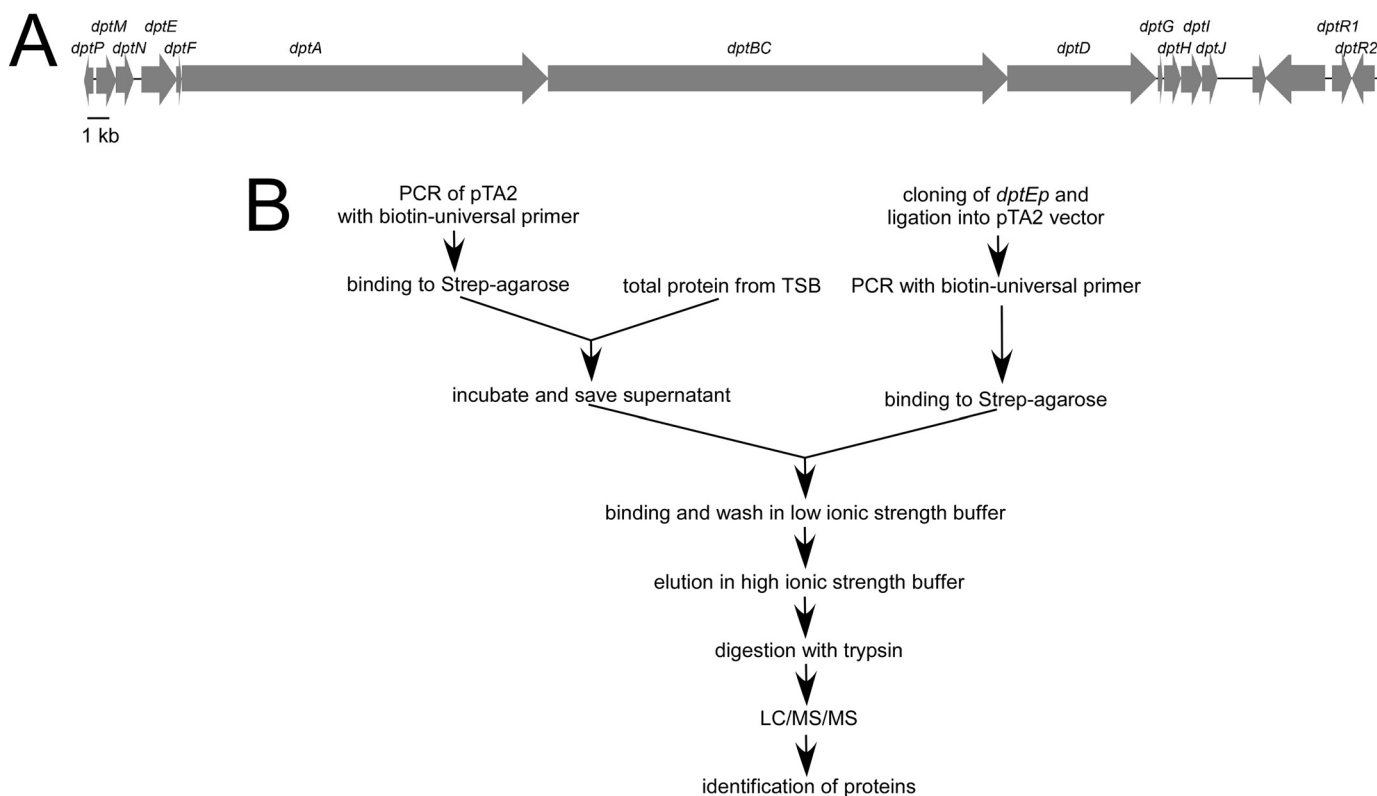 A
dptM dptE dptG dptI dptR1
dptP dptN dptF dptA dptBC dptD dptH dptJ dptR2
1 kb
B
PCR of pTA2
with biotin-universal primer
cloning of dptEp and
ligation into pTA2 vector
binding to Strep-agarose
total protein from TSB
PCR with biotin-universal primer
incubate and save supernatant
binding to Strep-agarose
binding and wash in low ionic strength buffer
elution in high ionic strength buffer
digestion with trypsin
LC/MS/MS
identification of proteins